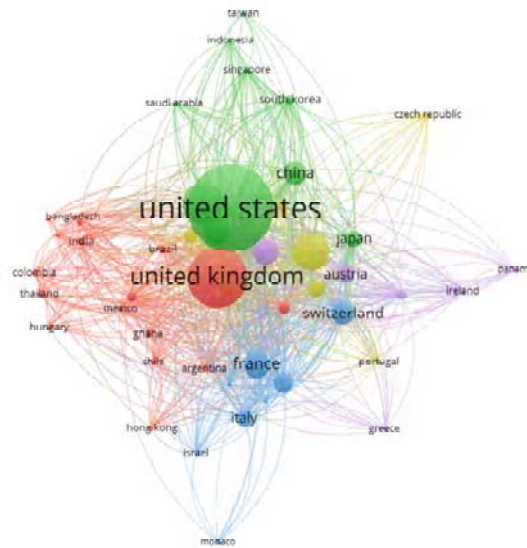 taiwan
indonesia
singapore
saudi arabia
south korea
czech republic
china
united states
bangladesh
india
brazil
japan
colombia
united kingdom
austria
panam
thailand
ireland
mexico
switzerland
hungary
ghana
chile
argentina
france
portugal
italy
hong kong
greece
israel
monaco